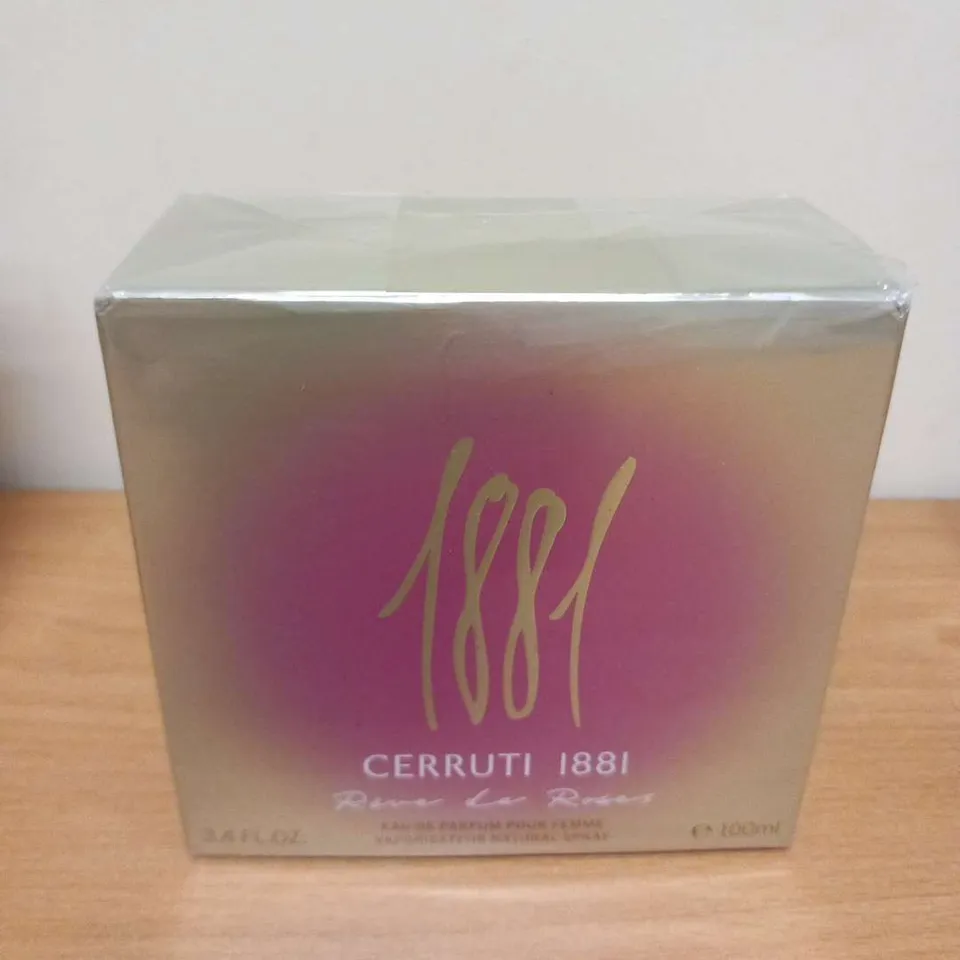 1881
CERRUTI 1881
Rêve de Roses
EAU DE PARFUM POUR FEMME
VAPORISATEUR NATURAL SPRAY
3.4 FL.OZ.
℮ 100ml